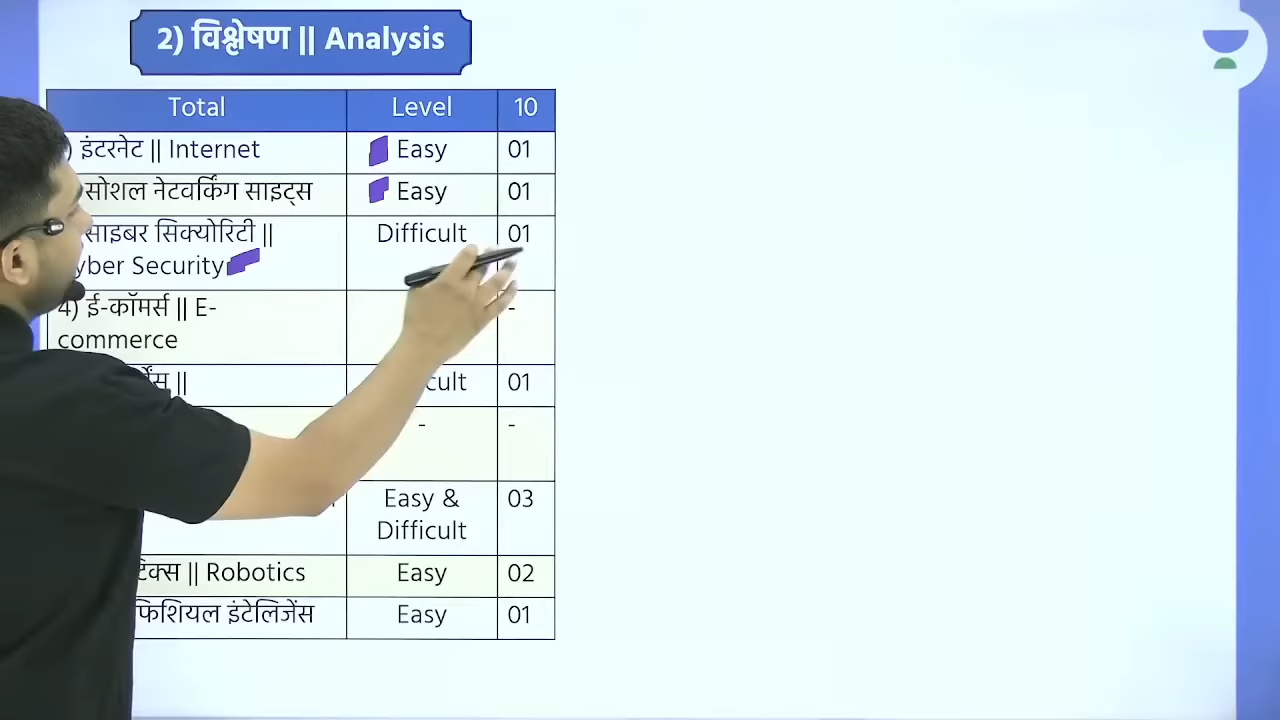 2) विश्लेषण || Analysis
Total Level 10
) इंटरनेट || Internet Easy 01
सोशल नेटवर्किंग साइट्स Easy 01
साइबर सिक्योरिटी || Difficult 01
yber Security
4) ई-कॉमर्स || E- -
commerce
|| cult 01
- -
Easy & 03
Difficult
टिक्स || Robotics Easy 02
फिशियल इंटेलिजेंस Easy 01